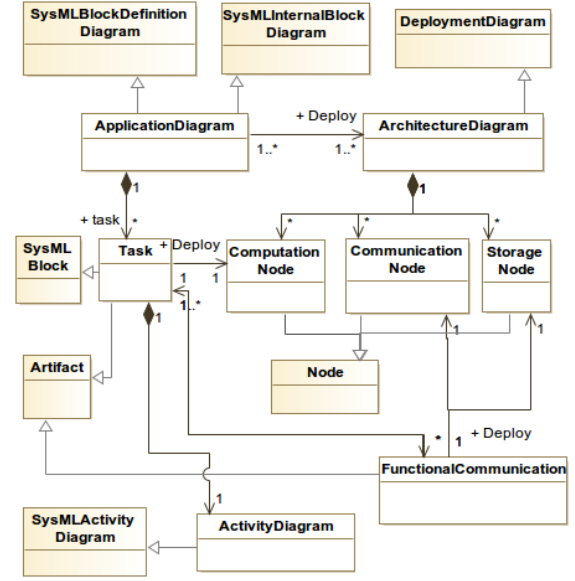 SysMLBlockDefinition
Diagram
SysMLInternalBlock
Diagram
DeploymentDiagram
ApplicationDiagram
+ Deploy
1..*
1..*
ArchitectureDiagram
1
1
+ task
*
*
*
*
SysML
Block
Task
+ Deploy
1
1
1..*
1
Computation
Node
Communication
Node
Storage
Node
1
1
Artifact
Node
+ Deploy
*
1
FunctionalCommunication
1
SysMLActivity
Diagram
ActivityDiagram